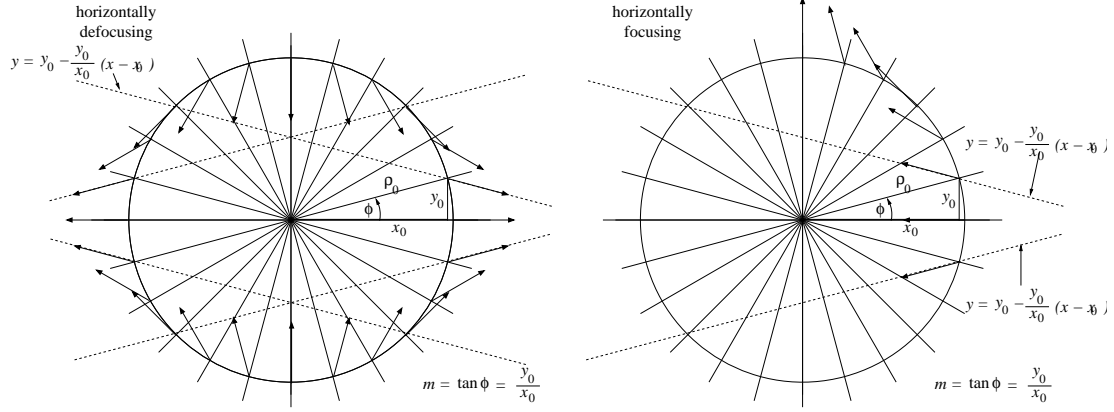 horizontally
defocusing
y = y₀ − y₀/x₀ (x − x₀)
ρ₀
ϕ
y₀
x₀
m = tan ϕ = y₀/x₀
horizontally
focusing
y = y₀ − y₀/x₀ (x − x₀)
ρ₀
ϕ
y₀
x₀
y = y₀ − y₀/x₀ (x − x₀)
m = tan ϕ = y₀/x₀